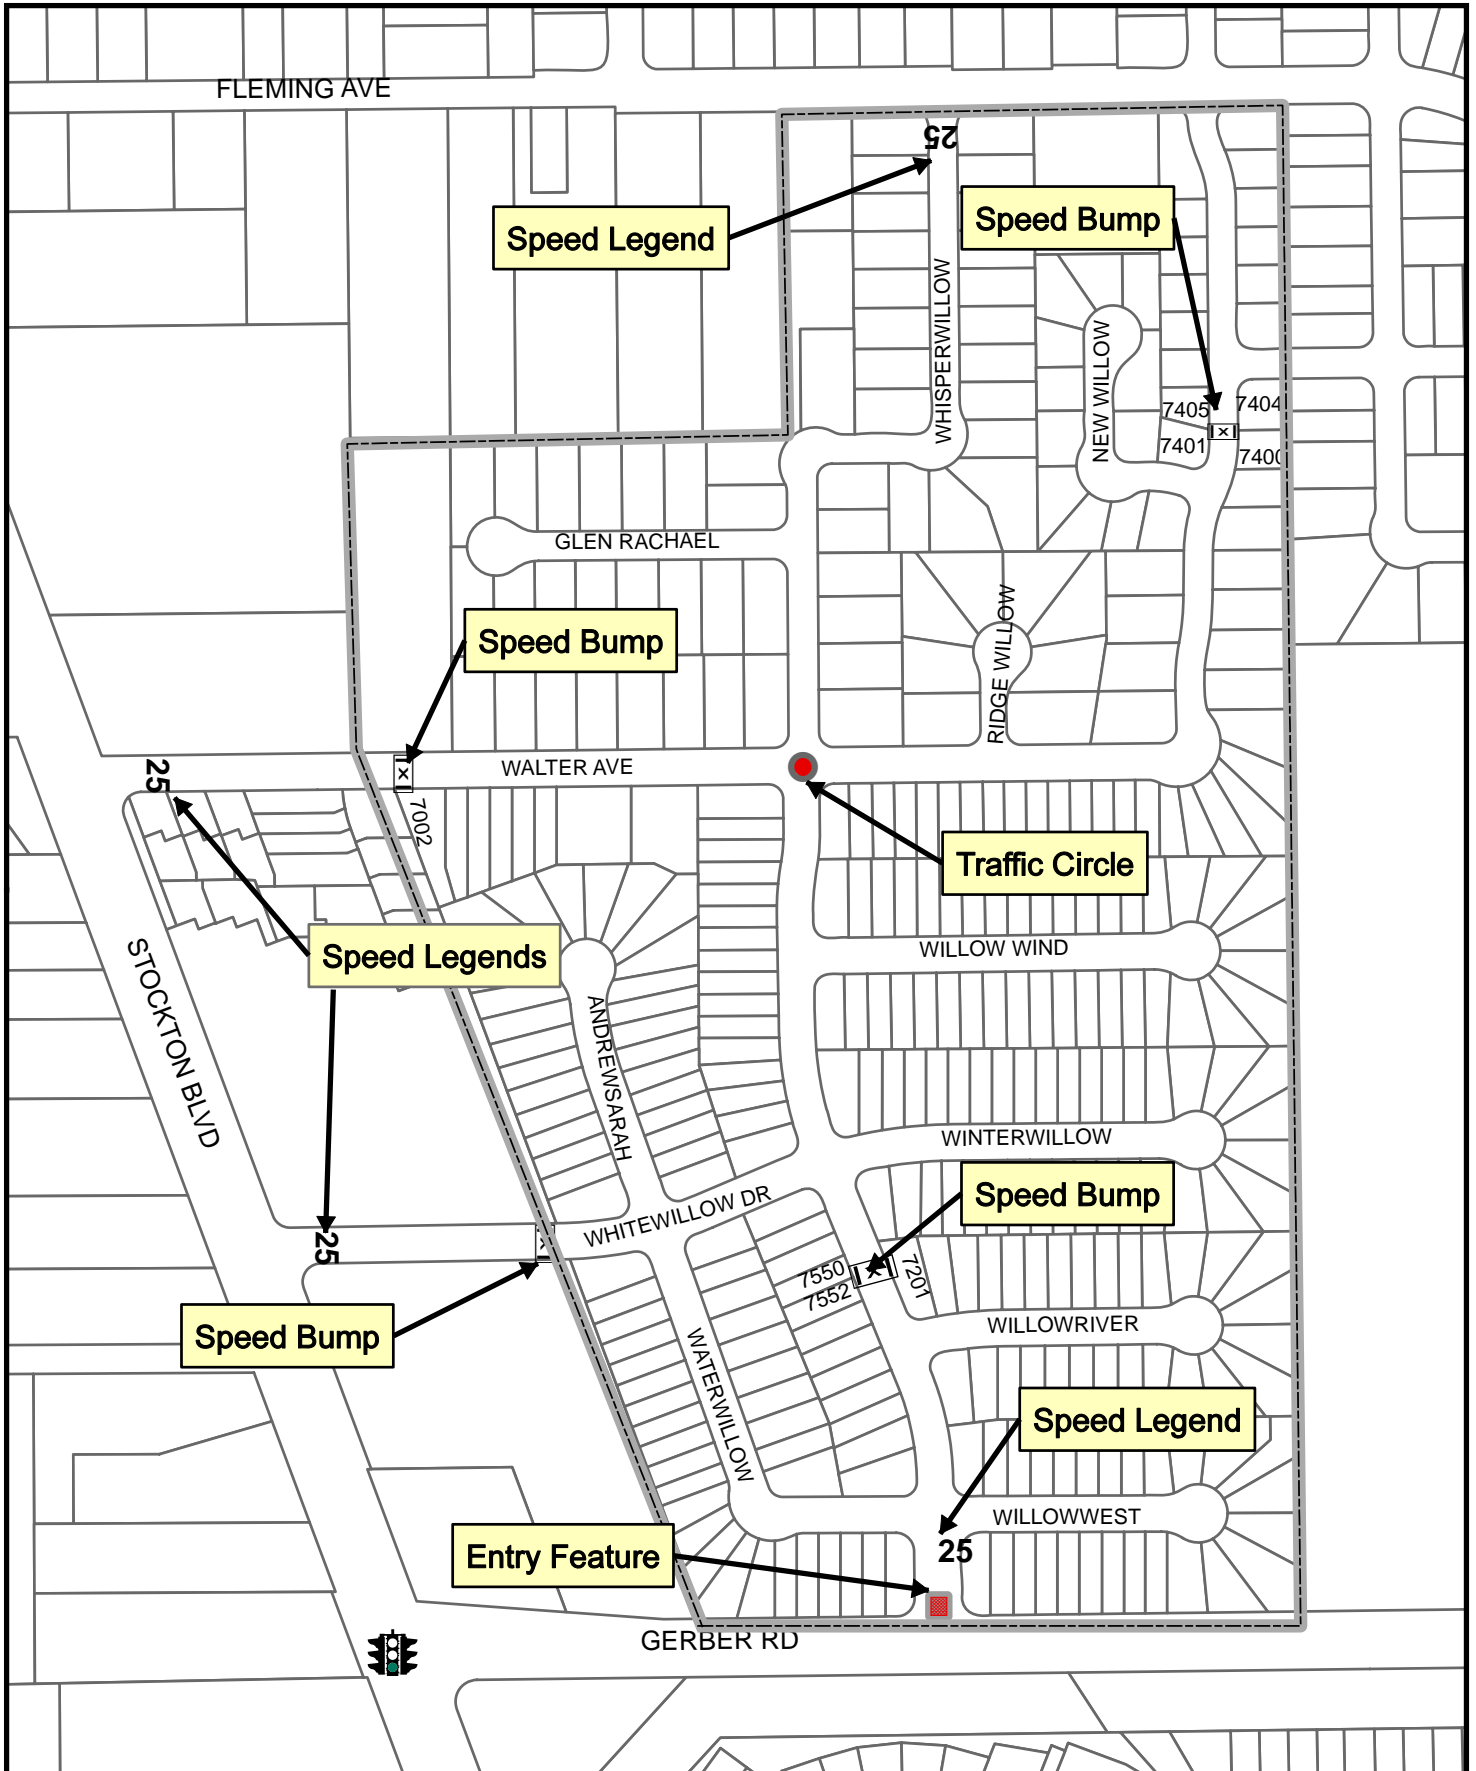 FLEMING AVE
25
Speed Legend
Speed Bump
WHISPERWILLOW
NEW WILLOW
7405
7404
7401
7400
GLEN RACHAEL
RIDGE WILLOW
Speed Bump
25
WALTER AVE
7002
Traffic Circle
STOCKTON BLVD
Speed Legends
WILLOW WIND
ANDREWSARAH
WINTERWILLOW
Speed Bump
WHITEWILLOW DR
25
7550
7552
7201
Speed Bump
WILLOWRIVER
WATERWILLOW
Speed Legend
WILLOWWEST
25
Entry Feature
GERBER RD